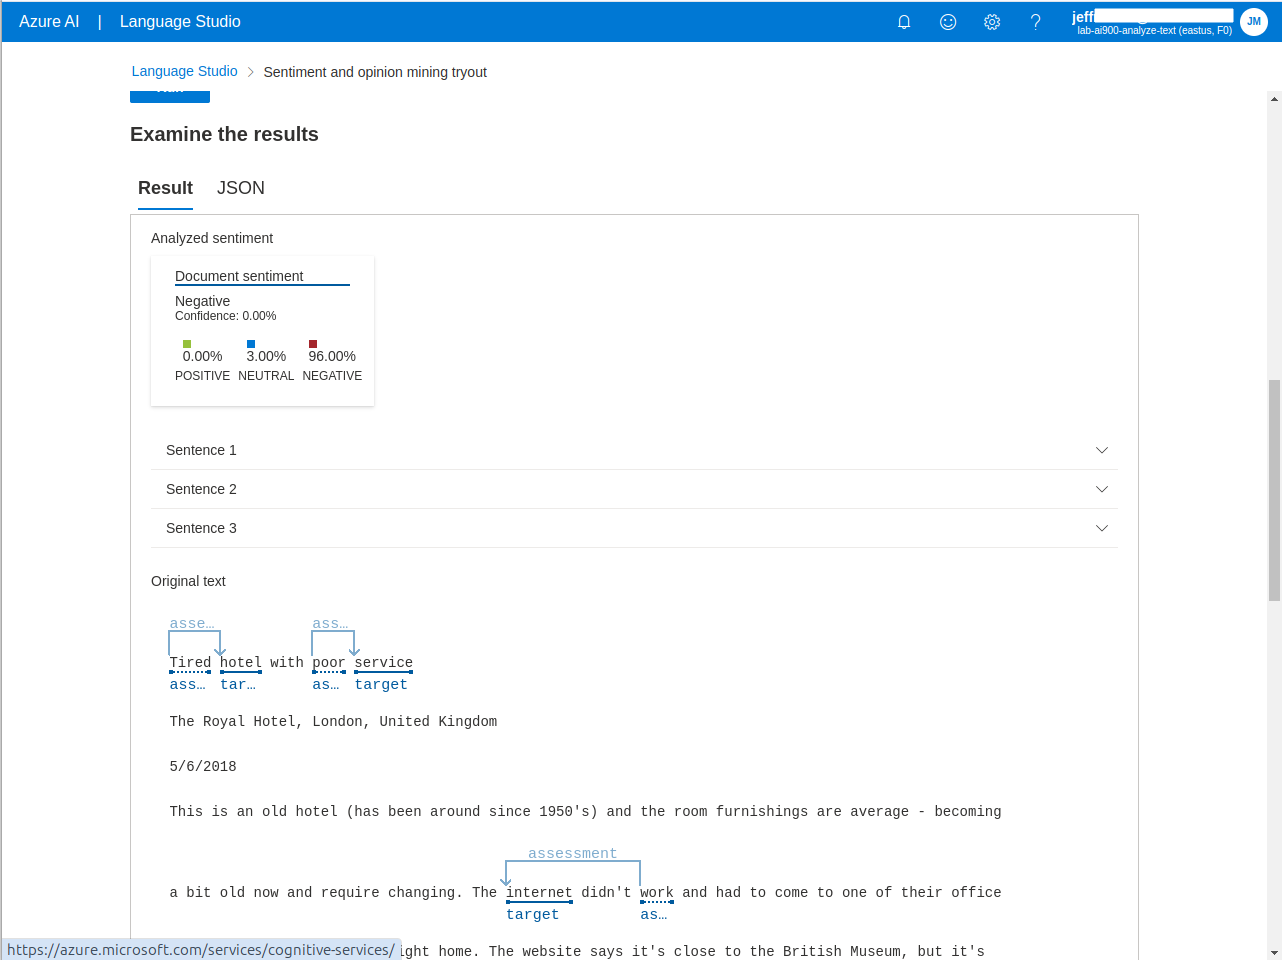 Azure AI | Language Studio
jeff
lab-ai900-analyze-text (eastus, F0)
JM
Language Studio > Sentiment and opinion mining tryout
Examine the results
Result JSON
Analyzed sentiment
Document sentiment
Negative
Confidence: 0.00%
0.00% 3.00% 96.00%
POSITIVE NEUTRAL NEGATIVE
Sentence 1
Sentence 2
Sentence 3
Original text
asse… ass…
Tired hotel with poor service
ass… tar… as… target
The Royal Hotel, London, United Kingdom
5/6/2018
This is an old hotel (has been around since 1950's) and the room furnishings are average - becoming
assessment
a bit old now and require changing. The internet didn't work and had to come to one of their office
target as…
https://azure.microsoft.com/services/cognitive-services/
ight home. The website says it's close to the British Museum, but it's